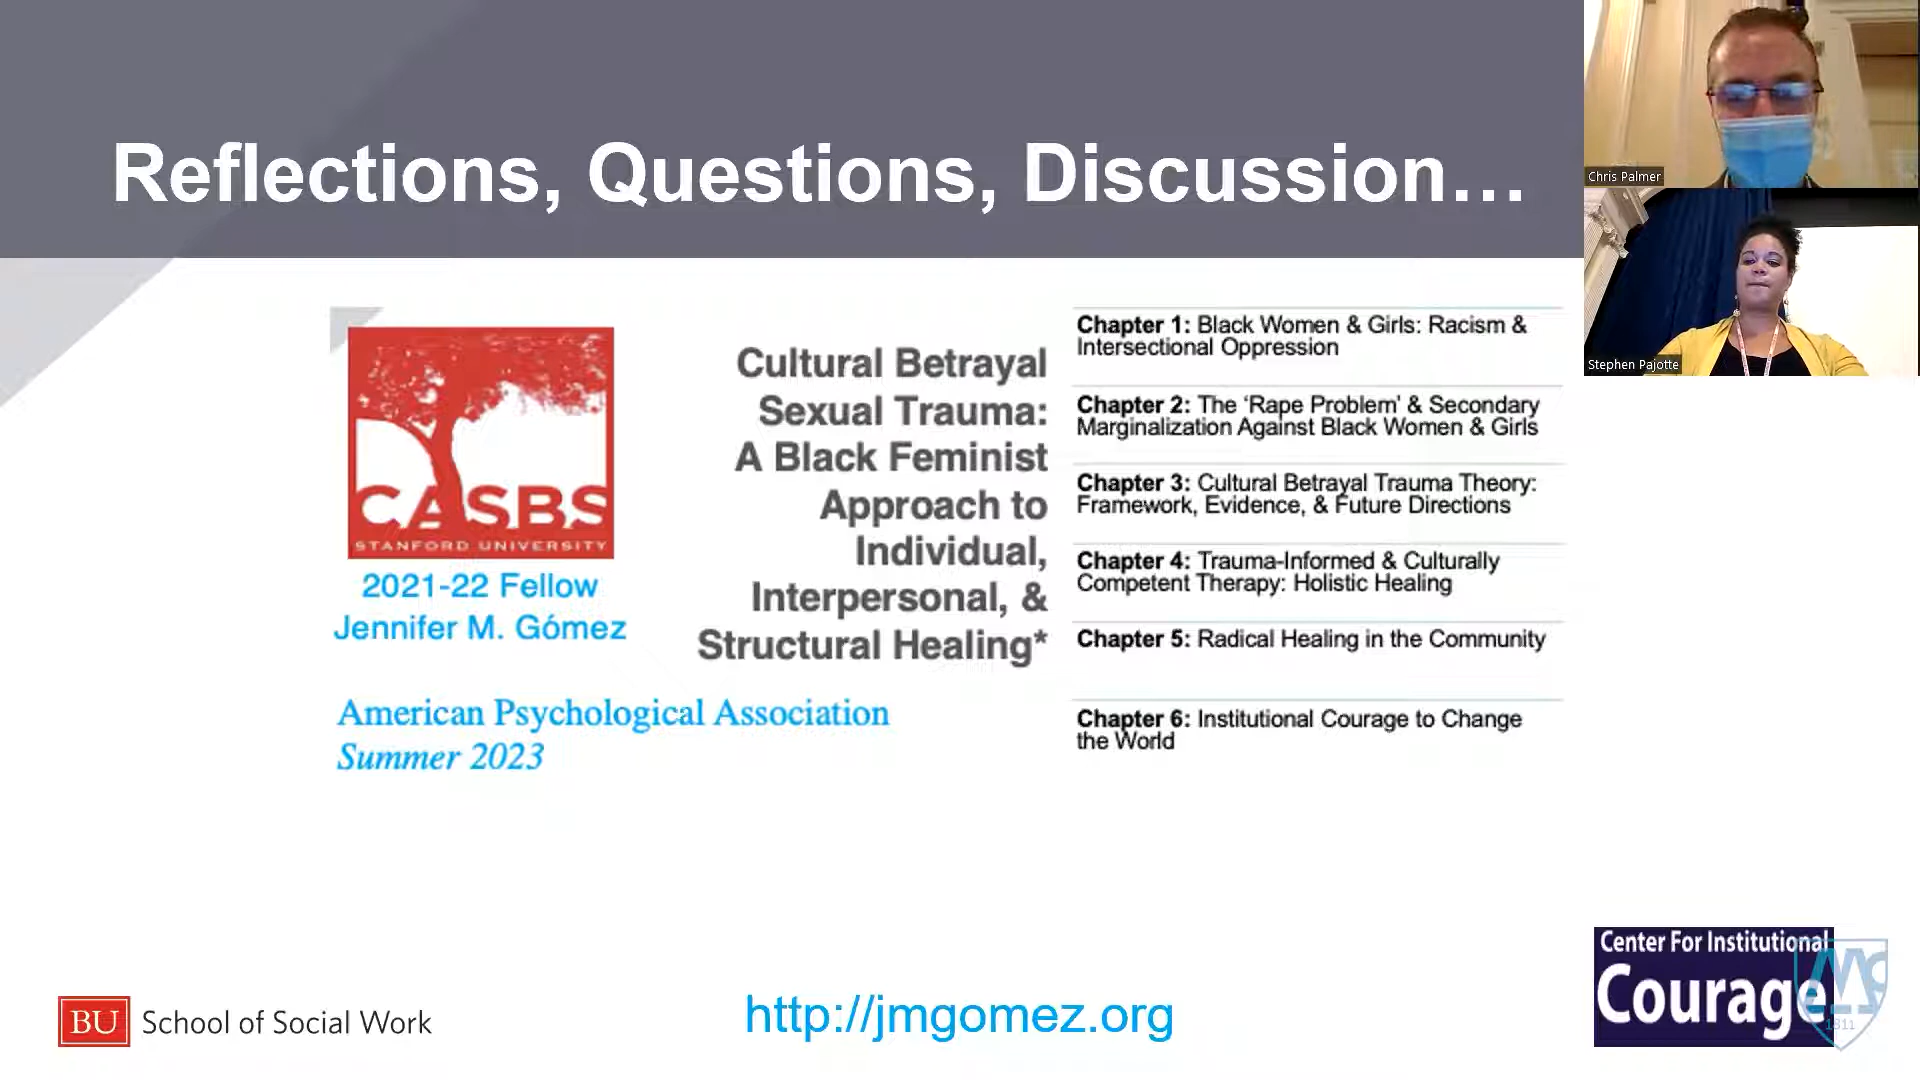 Reflections, Questions, Discussion…
Chris Palmer
Stephen Pajotte
CASBS
STANFORD UNIVERSITY
2021-22 Fellow
Jennifer M. Gómez
Cultural Betrayal
Sexual Trauma:
A Black Feminist
Approach to
Individual,
Interpersonal, &
Structural Healing*
American Psychological Association
Summer 2023
Chapter 1: Black Women & Girls: Racism &
Intersectional Oppression
Chapter 2: The ‘Rape Problem’ & Secondary
Marginalization Against Black Women & Girls
Chapter 3: Cultural Betrayal Trauma Theory:
Framework, Evidence, & Future Directions
Chapter 4: Trauma-Informed & Culturally
Competent Therapy: Holistic Healing
Chapter 5: Radical Healing in the Community
Chapter 6: Institutional Courage to Change
the World
BU School of Social Work
http://jmgomez.org
Center For Institutional
Courage
1811